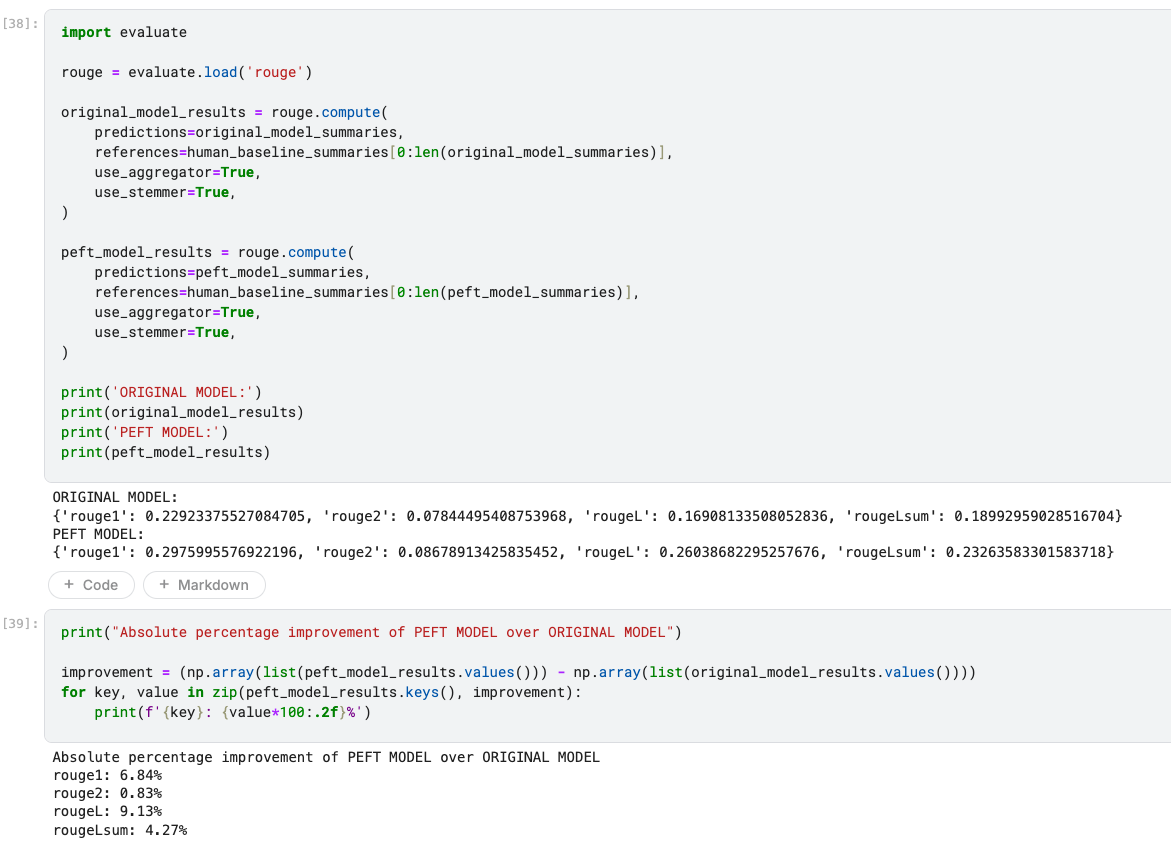 [38]:
import evaluate
rouge = evaluate.load('rouge')
original_model_results = rouge.compute(
    predictions=original_model_summaries,
    references=human_baseline_summaries[0:len(original_model_summaries)],
    use_aggregator=True,
    use_stemmer=True,
)
peft_model_results = rouge.compute(
    predictions=peft_model_summaries,
    references=human_baseline_summaries[0:len(peft_model_summaries)],
    use_aggregator=True,
    use_stemmer=True,
)
print('ORIGINAL MODEL:')
print(original_model_results)
print('PEFT MODEL:')
print(peft_model_results)
ORIGINAL MODEL:
{'rouge1': 0.22923375527084705, 'rouge2': 0.07844495408753968, 'rougeL': 0.16908133508052836, 'rougeLsum': 0.18992959028516704}
PEFT MODEL:
{'rouge1': 0.2975995576922196, 'rouge2': 0.08678913425835452, 'rougeL': 0.26038682295257676, 'rougeLsum': 0.23263583301583718}
+ Code + Markdown
[39]:
print("Absolute percentage improvement of PEFT MODEL over ORIGINAL MODEL")
improvement = (np.array(list(peft_model_results.values())) - np.array(list(original_model_results.values())))
for key, value in zip(peft_model_results.keys(), improvement):
    print(f'{key}: {value*100:.2f}%')
Absolute percentage improvement of PEFT MODEL over ORIGINAL MODEL
rouge1: 6.84%
rouge2: 0.83%
rougeL: 9.13%
rougeLsum: 4.27%